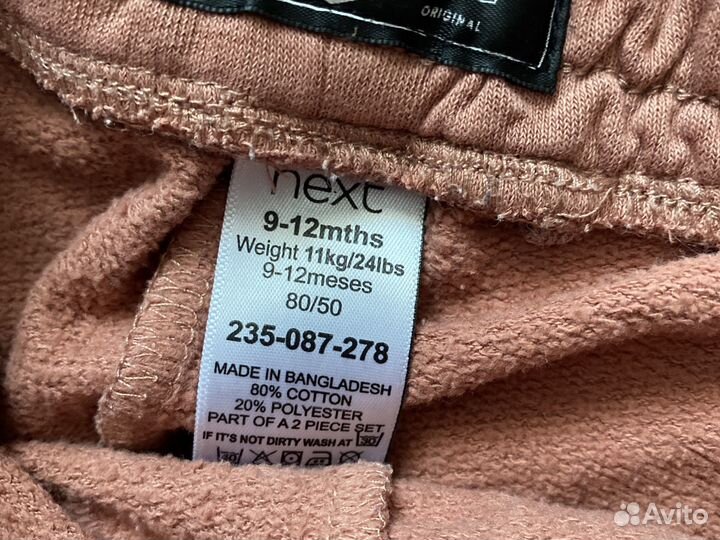 ORIGINAL
next
9-12mths
Weight 11kg/24lbs
9-12meses
80/50
235-087-278
MADE IN BANGLADESH
80% COTTON
20% POLYESTER
PART OF A 2 PIECE SET
IF IT'S NOT DIRTY WASH AT 30
30
Avito